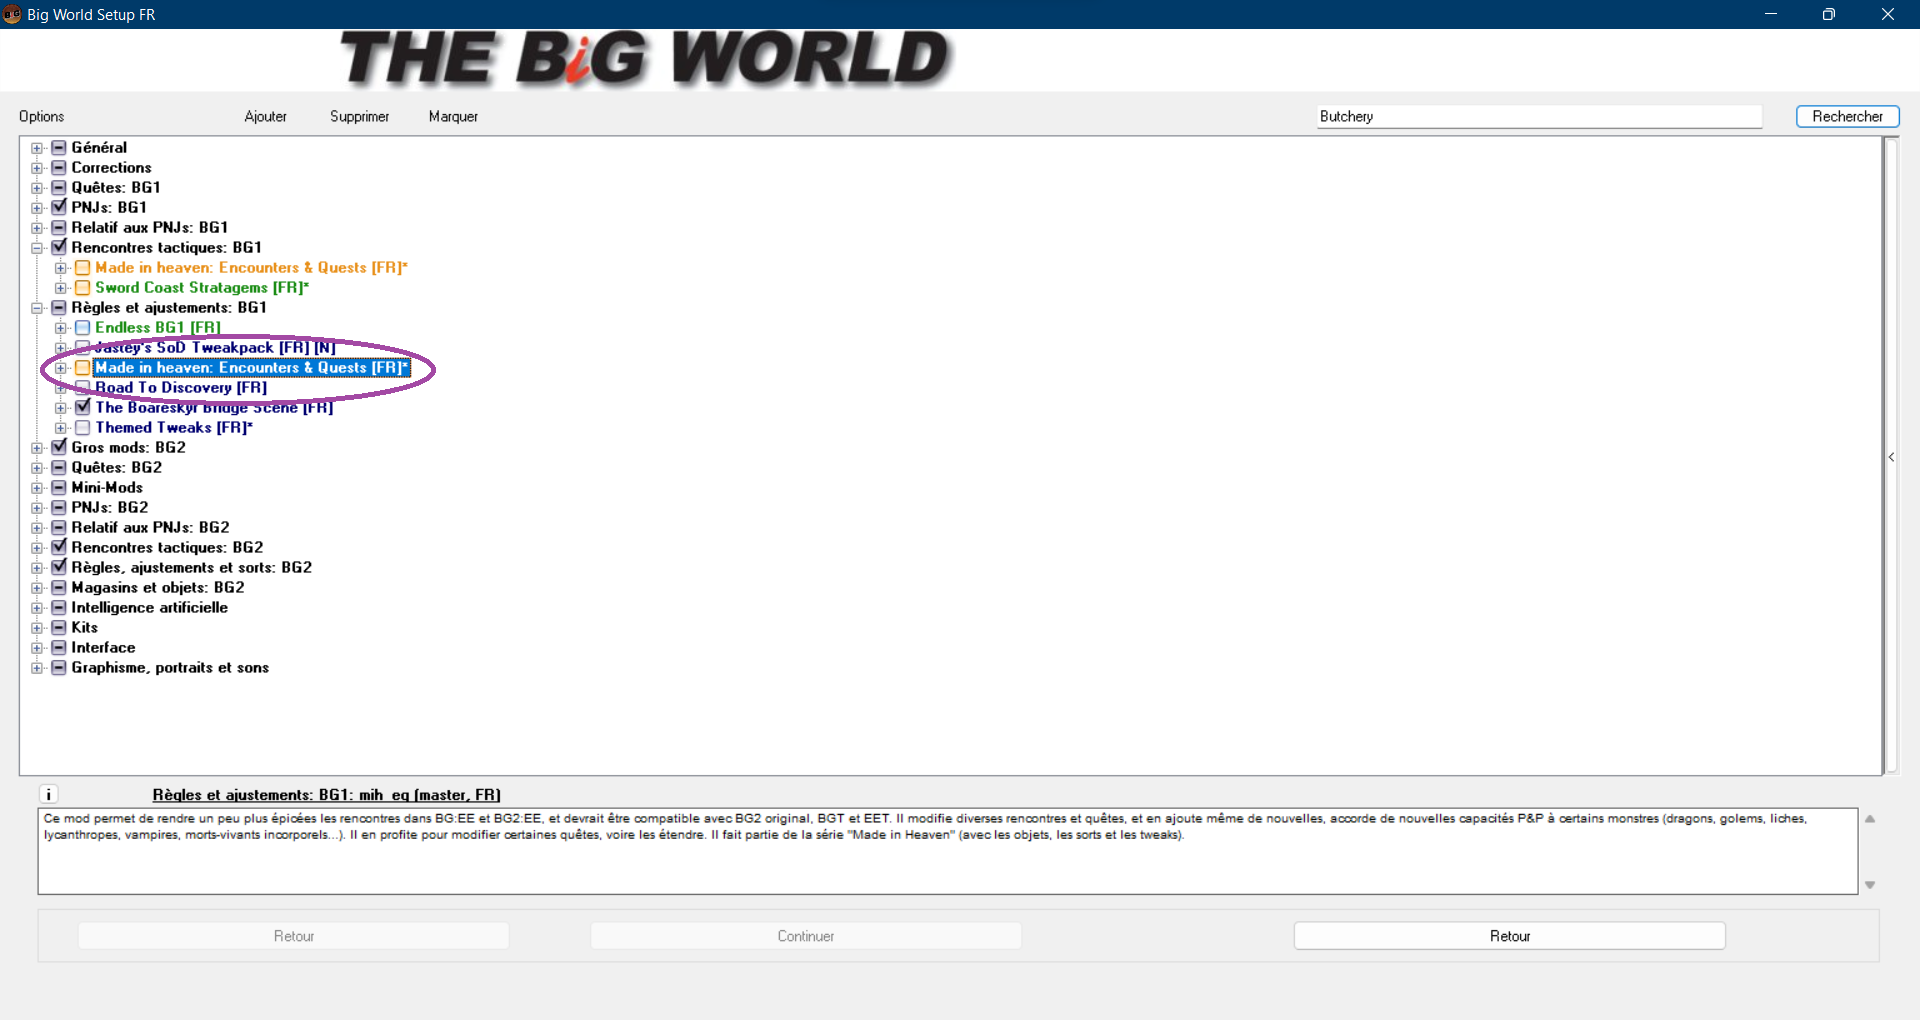 Big World Setup FR
THE BiG WORLD
Options Ajouter Supprimer Marquer Butchery Rechercher
Général
Corrections
Quêtes: BG1
PNJs: BG1
Relatif aux PNJs: BG1
Rencontres tactiques: BG1
Made in heaven: Encounters & Quests [FR]*
Sword Coast Stratagems [FR]*
Règles et ajustements: BG1
Endless BG1 [FR]
Jastey's SoD Tweakpack [FR] [N]
Made in heaven: Encounters & Quests [FR]*
Road To Discovery [FR]
The Boareskyr Bridge Scene [FR]
Themed Tweaks [FR]*
Gros mods: BG2
Quêtes: BG2
Mini-Mods
PNJs: BG2
Relatif aux PNJs: BG2
Rencontres tactiques: BG2
Règles, ajustements et sorts: BG2
Magasins et objets: BG2
Intelligence artificielle
Kits
Interface
Graphisme, portraits et sons
i Règles et ajustements: BG1: mih_eq (master, FR)
Ce mod permet de rendre un peu plus épicées les rencontres dans BG:EE et BG2:EE, et devrait être compatible avec BG2 original, BGT et EET. Il modifie diverses rencontres et quêtes, et en ajoute même de nouvelles, accorde de nouvelles capacités P&P à certains monstres (dragons, golems, liches,
lycanthropes, vampires, morts-vivants incorporels...). Il en profite pour modifier certaines quêtes, voire les étendre. Il fait partie de la série "Made in Heaven" (avec les objets, les sorts et les tweaks).
Retour Continuer Retour